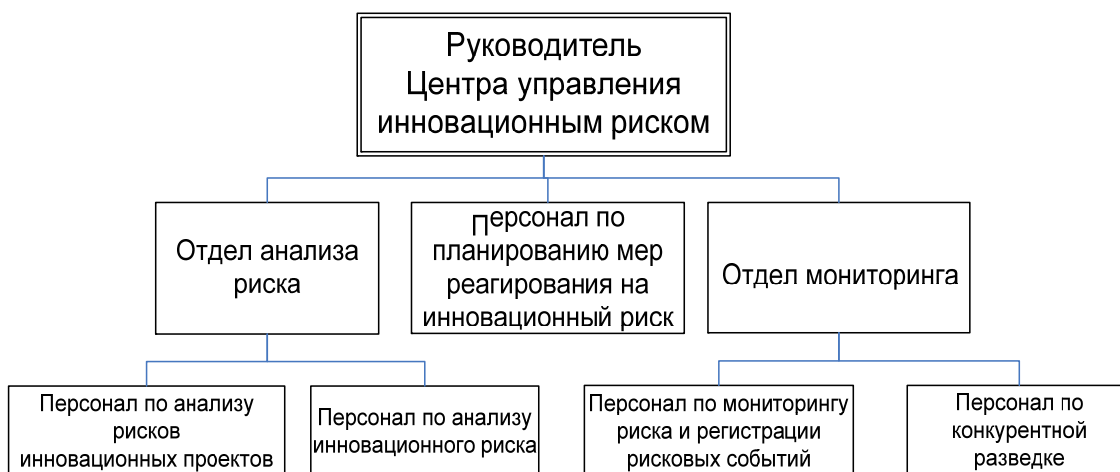 Руководитель
Центра управления
инновационным риском
Отдел анализа
риска
Персонал по
планированию мер
реагирования на
инновационный риск
Отдел мониторинга
Персонал по анализу
рисков
инновационных проектов
Персонал по анализу
инновационного риска
Персонал по мониторингу
риска и регистрации
рисковых событий
Персонал по
конкурентной
разведке